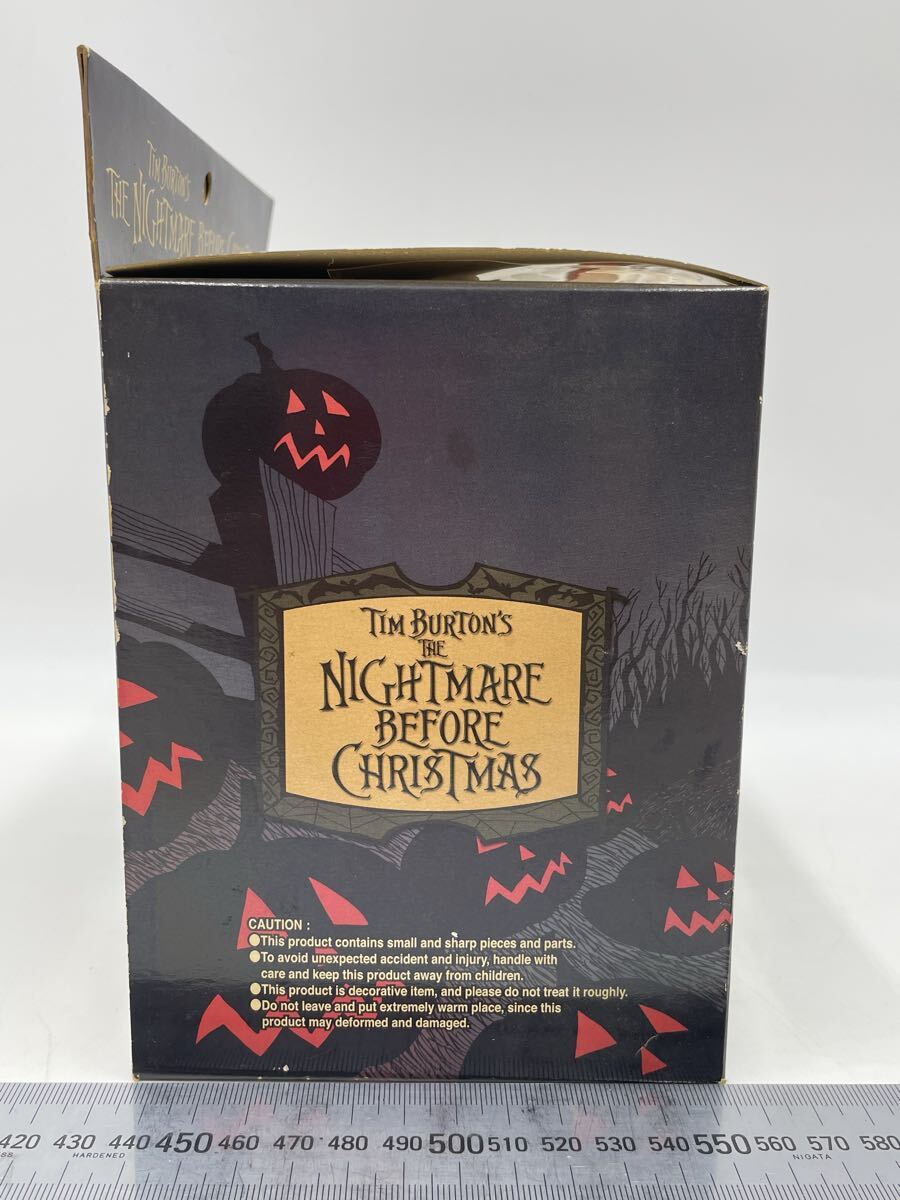 TIM BURTON'S
THE NIGHTMARE BEFORE
TIM BURTON'S
THE
NIGHTMARE
BEFORE
CHRISTMAS
CAUTION :
●This product contains small and sharp pieces and parts.
●To avoid unexpected accident and injury, handle with
care and keep this product away from children.
●This product is decorative item, and please do not treat it roughly.
●Do not leave and put extremely warm place, since this
product may deformed and damaged.
420 430 440 450 460 470 480 490 500 510 520 530 540 550 560 570 580
HARDENED NIGATA